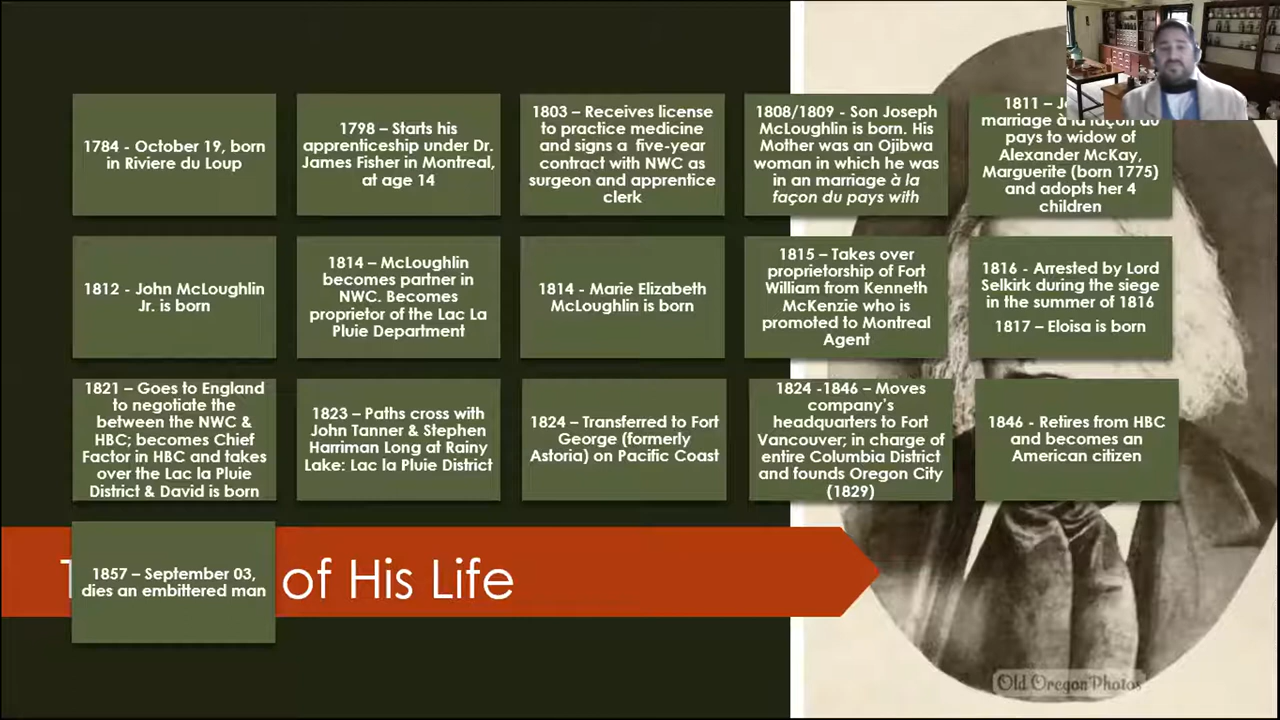 1784 - October 19, born
in Riviere du Loup
1798 – Starts his
apprenticeship under Dr.
James Fisher in Montreal,
at age 14
1803 – Receives license
to practice medicine
and signs a five-year
contract with NWC as
surgeon and apprentice
clerk
1808/1809 - Son Joseph
McLoughlin is born. His
Mother was an Ojibwa
woman in which he was
in an marriage à la
façon du pays with
1811 –
marriage à la façon du
pays to widow of
Alexander McKay,
Marguerite (born 1775)
and adopts her 4
children
1812 - John McLoughlin
Jr. is born
1814 – McLoughlin
becomes partner in
NWC. Becomes
proprietor of the Lac La
Pluie Department
1814 - Marie Elizabeth
McLoughlin is born
1815 – Takes over
proprietorship of Fort
William from Kenneth
McKenzie who is
promoted to Montreal
Agent
1816 - Arrested by Lord
Selkirk during the siege
in the summer of 1816
1817 – Eloisa is born
1821 – Goes to England
to negotiate the
between the NWC &
HBC; becomes Chief
Factor in HBC and takes
over the Lac la Pluie
District & David is born
1823 – Paths cross with
John Tanner & Stephen
Harriman Long at Rainy
Lake: Lac la Pluie District
1824 – Transferred to Fort
George (formerly
Astoria) on Pacific Coast
1824 -1846 – Moves
company's
headquarters to Fort
Vancouver; in charge of
entire Columbia District
and founds Oregon City
(1829)
1846 - Retires from HBC
and becomes an
American citizen
1857 – September 03,
dies an embittered man
of His Life
Old Oregon Photos